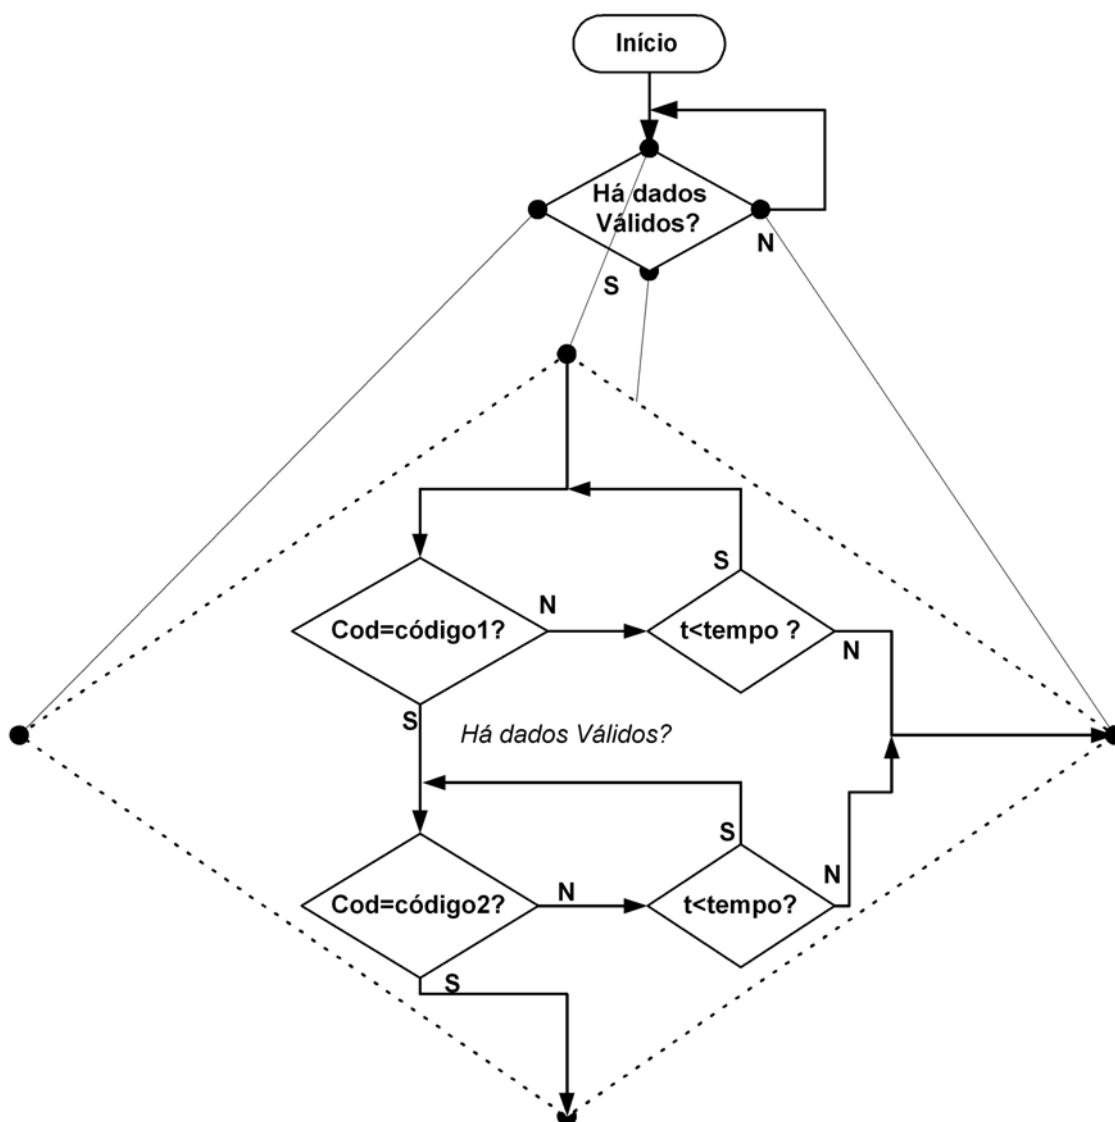 Início
Há dados
Válidos?
N
S
S
N
Cod=código1?
t<tempo ?
N
S
Há dados Válidos?
S
N
N
Cod=código2?
t<tempo?
S